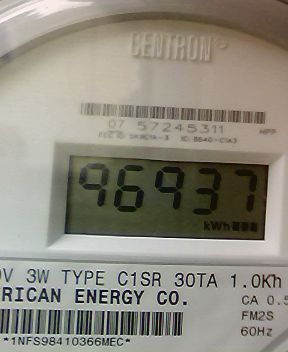 CENTRON®
07 57245311
96937
kWh
V 3W TYPE C1SR 30TA 1.0Kh
RICAN ENERGY CO.
CA 0.5
FM2S
60Hz
*1NFS98410366MEC*